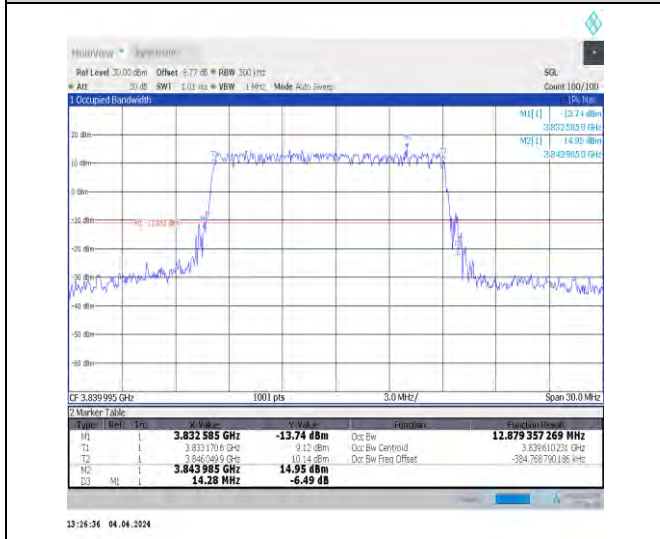 MultiView Spectrum
Ref Level 30.00 dBm Offset 9.77 dB RBW 300 kHz SGL
Att 30 dB SWT 1.01 ms VBW 1 MHz Mode Auto Sweep Count 100/100
1 Occupied Bandwidth 1Pk Max
M1[1] -13.74 dBm
3.832 585 0 GHz
M2[1] 14.95 dBm
3.843 985 0 GHz
20 dBm
10 dBm
0 dBm
-10 dBm
-20 dBm
-30 dBm
-40 dBm
-50 dBm
-60 dBm
CF 3.839 995 GHz 1001 pts 3.0 MHz/ Span 30.0 MHz
2 Marker Table
Type Ref Trc X-Value Y-Value Function Function Result
M1 1 3.832 585 GHz -13.74 dBm Occ Bw 12.879 357 269 MHz
T1 1 3.833 170 6 GHz 9.12 dBm Occ Bw Centroid 3.839 610 231 GHz
T2 1 3.846 049 9 GHz 10.14 dBm Occ Bw Freq Offset -384.768 790 186 kHz
M2 1 3.843 985 GHz 14.95 dBm
D3 M1 1 14.28 MHz -6.49 dB
13:26:36 04.04.2024